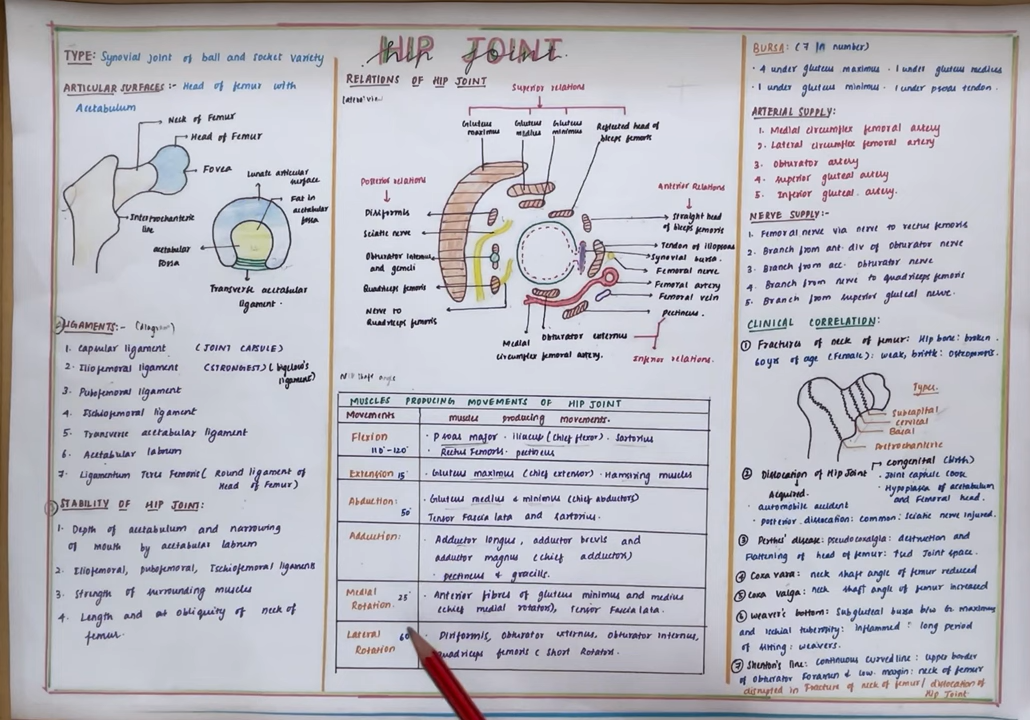 HIP JOINT
hip joint
TYPE: Synovial joint of ball and socket variety
ARTICULAR SURFACES :- Head of femur with
Acetabulum
Neck of Femur
Head of Femur
Fovea
Intertrochanteric
line
Lunate articular
surface
Fat in
acetabular
fossa
acetabular
fossa
Transverse acetabular
ligament.
② LIGAMENTS:- (diagram)
1. Capsular ligament (JOINT CAPSULE)
2. Iliofemoral ligament (STRONGEST) (bigelow's
ligament)
3. Pubofemoral ligament
4. Ischiofemoral ligament
5. Transverse acetabular ligament
6. Acetabular labrum
7. Ligamentum Teres Femoris (Round ligament of
Head of Femur)
③ STABILITY OF HIP JOINT:
1. Depth of acetabulum and narrowing
of mouth by acetabular labrum
2. Iliofemoral, pubofemoral, Ischiofemoral ligaments
3. Strength of surrounding muscles
4. Length and obliquity of neck of
femur.
RELATIONS OF HIP JOINT
lateral view
Superior relations
Gluteus
maximus
Gluteus
medius
Gluteus
minimus
Reflected head of
biceps femoris
Posterior relations
Piriformis
Sciatic nerve
Obturator internus
and gemelli
Quadriceps femoris
Nerve to
Quadriceps femoris
Anterior Relations
Straight head
of biceps femoris
Tendon of iliopsoas
Synovial bursa.
Femoral nerve
Femoral artery
Femoral vein
Pectineus.
Obturator externus
Medial
circumflex femoral artery.
Inferior relations.
Neck shaft angle
MUSCLES PRODUCING MOVEMENTS OF HIP JOINT
Movements muscles producing movements.
Flexion 110°-120° · Psoas major · iliacus (chief flexor) · Sartorius
· Rectus Femoris · pectineus
Extension 15° · Gluteus maximus (chief extensor) · Hamsring muscles
Abduction: 50° · Gluteus medius & minimus (chief abductors)
Tensor Fascia lata and sartorius.
Adduction: · Adductor longus, adductor brevis and
adductor magnus (chief adductors)
· pectineus & gracilis.
Medial Rotation 25° · Anterior fibres of gluteus minimus and medius
(chief medial rotators), Tensor Fascia lata.
Lateral Rotation 60° · Piriformis, obturator externus, obturator internus,
quadriceps femoris (short Rotators.
BURSA: (7 in number)
· 4 under gluteus maximus · 1 under gluteus medius
· 1 under gluteus minimus · 1 under psoas tendon.
ARTERIAL SUPPLY:
1. Medial circumflex femoral artery
2. Lateral circumflex femoral artery
3. Obturator artery
4. Superior gluteal artery
5. Inferior gluteal artery.
NERVE SUPPLY:-
1. Femoral nerve via nerve to rectus femoris
2. Branch from ant. div of obturator nerve
3. Branch from acc. obturator nerve
4. Branch from nerve to quadriceps femoris
5. Branch from superior gluteal nerve.
CLINICAL CORRELATION:
① Fractures of neck of femur: Hip bone: broken.
60yrs of age (Female): weak, brittle: Osteoporosis.
Types
Subcapital
cervical
Basal
Pertrochanteric
② Dislocation of Hip Joint congenital (birth)
· Joint capsule loose
Acquired. · Hypoplasia of acetabulum
and Femoral head.
· automobile accident
· posterior dislocation: common: sciatic nerve injured.
③ Perthes' disease: pseudocoxalgia: destruction and
flattening of head of femur: ↑ed joint space.
④ Coxa vara: neck shaft angle of femur reduced
⑤ Coxa valga: neck shaft angle of femur increased
⑥ Weaver's bottom: Subgluteal bursa b/w G. maximus
and ischial tuberosity: inflammed : long period
of sitting: weavers.
⑦ Shenton's line: continuous curved line: upper border
of obturator Foramen & low. margin: neck of femur
disrupted in Fracture of neck of femur/dislocation of
Hip Joint